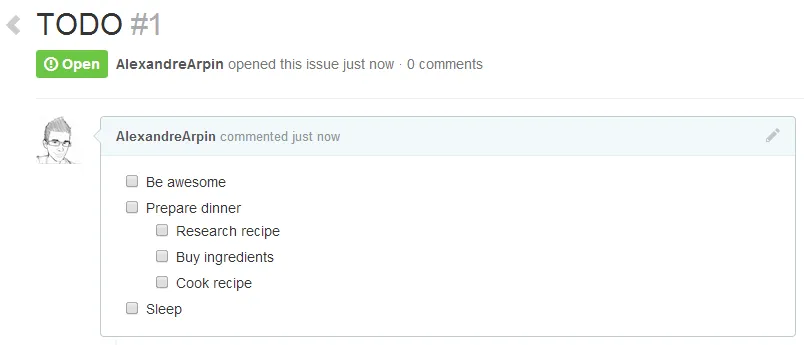 TODO #1
Open AlexandreArpin opened this issue just now · 0 comments
AlexandreArpin commented just now
Be awesome
Prepare dinner
Research recipe
Buy ingredients
Cook recipe
Sleep